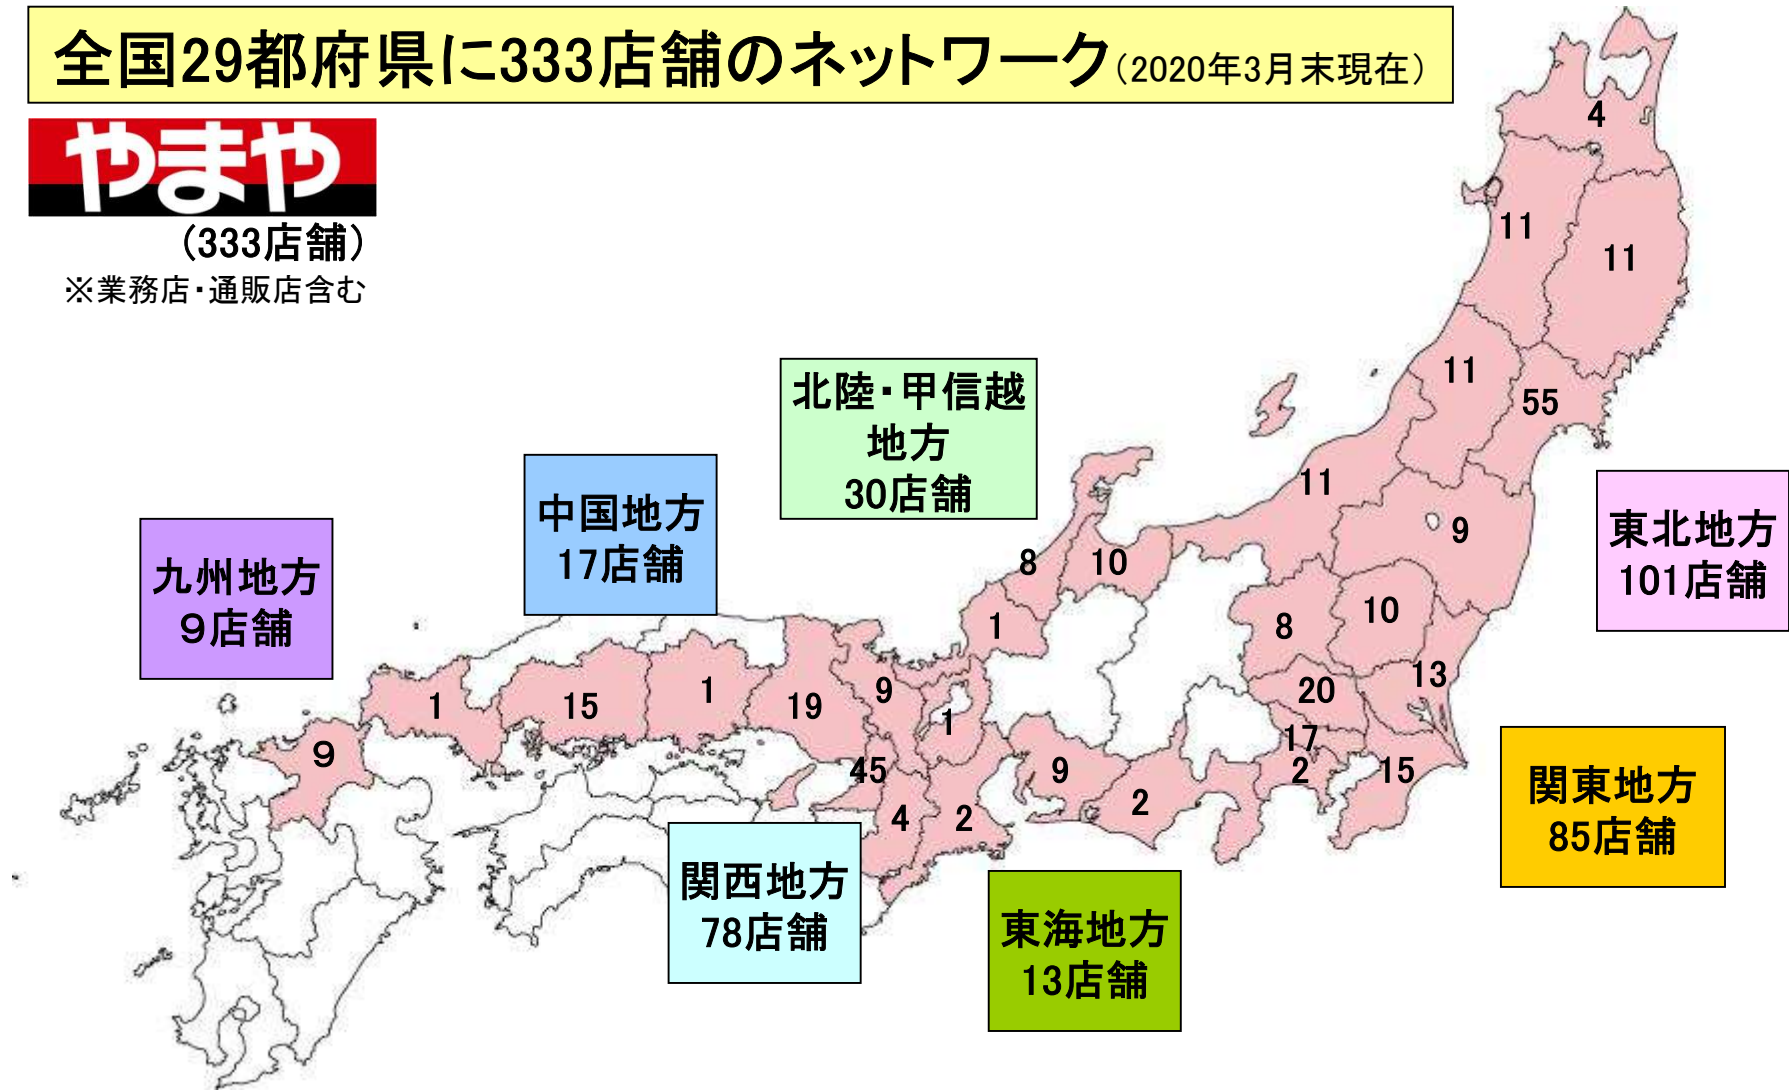 全国29都府県に333店舗のネットワーク（2020年3月末現在）
やまや
（333店舗）
※業務店・通販店含む
4
11
11
11
55
北陸・甲信越
地方
30店舗
中国地方
17店舗
11
9
東北地方
101店舗
九州地方
９店舗
8
10
1
8
10
13
1
15
1
19
9
1
20
17
2
15
9
45
4
2
9
2
関東地方
85店舗
関西地方
78店舗
東海地方
13店舗